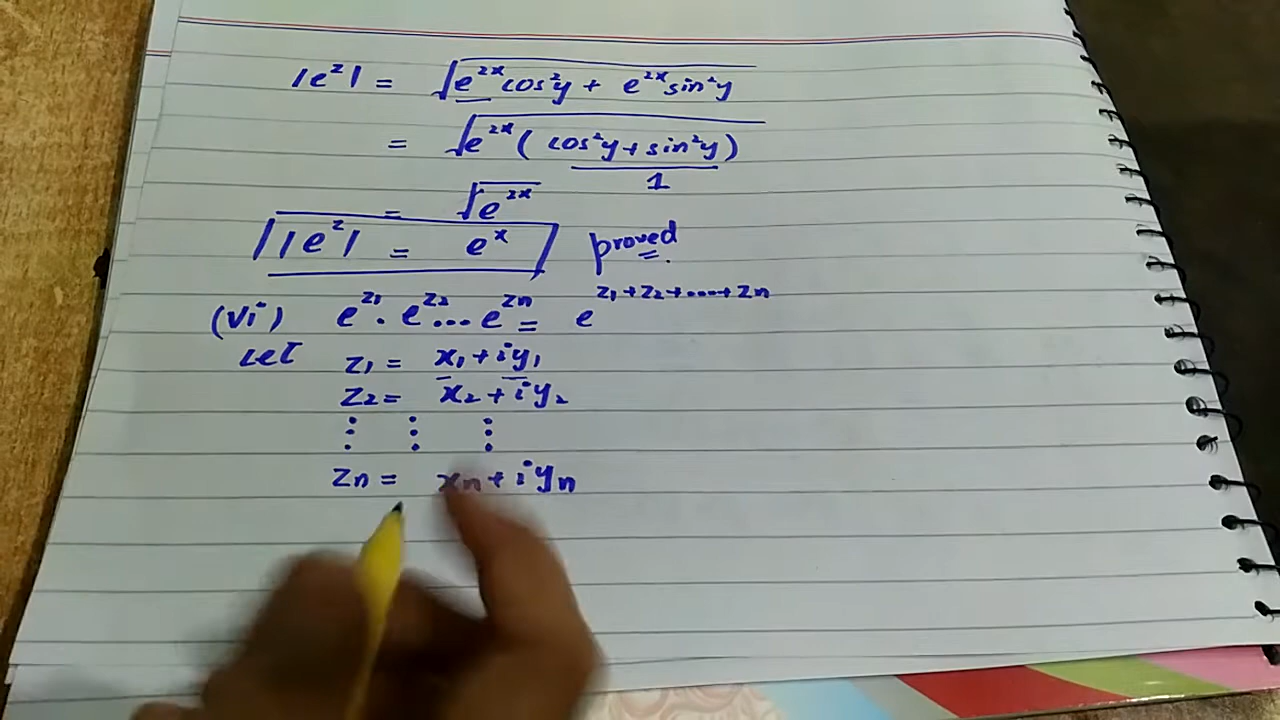 |e^z| = √e^2x cos²y + e^2x sin²y
= √e^2x ( cos²y + sin²y )
1
= √e^2x
|e^z| = e^x proved.
(vi) e^z₁ . e^z₂ ... e^zn = e^z₁+z₂+....+zn
Let z₁ = x₁ + iy₁
z₂ = x₂ + iy₂
⋮ ⋮ ⋮
zn = xn + iyn